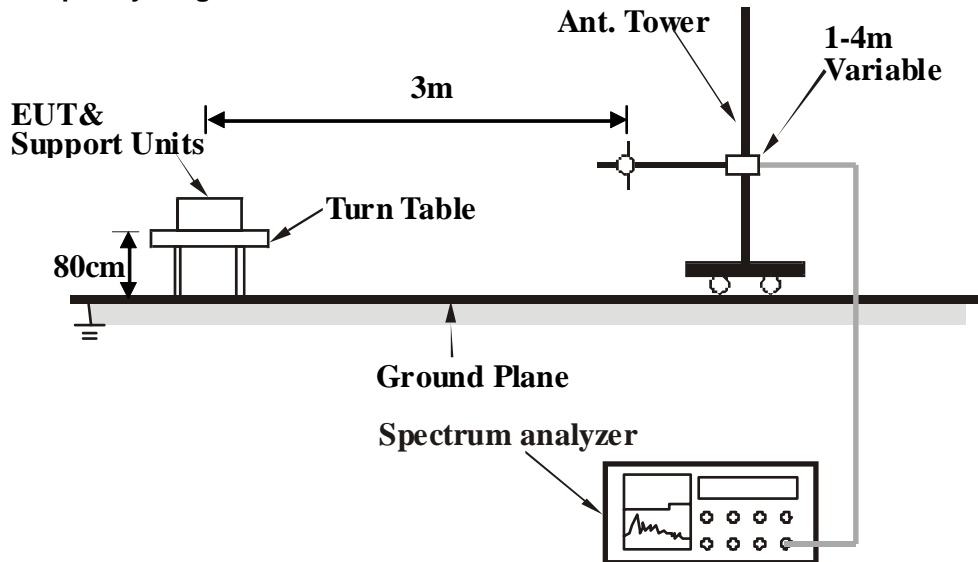 Ant. Tower
1-4m
Variable
3m
EUT&
Support Units
Turn Table
80cm
Ground Plane
Spectrum analyzer